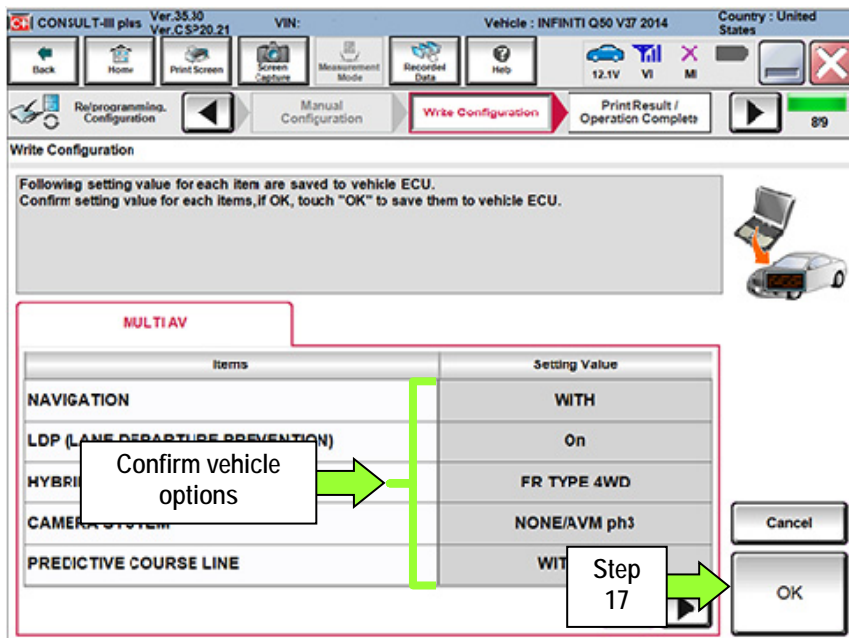 CONSULT-III plus Ver.35.30 Ver.CSP20.21 VIN: Vehicle : INFINITI Q50 V37 2014 Country : United States
Back Home Print Screen Screen Capture Measurement Mode Recorded Data Help 12.1V VI MI
Re/programming, Configuration Manual Configuration Write Configuration Print Result / Operation Complete 8/9
Write Configuration
Following setting value for each item are saved to vehicle ECU.
Confirm setting value for each items,if OK, touch "OK" to save them to vehicle ECU.
MULTI AV
Items Setting Value
NAVIGATION WITH
LDP (LANE DEPARTURE PREVENTION) On
Confirm vehicle
options
FR TYPE 4WD
NONE/AVM ph3
Cancel
PREDICTIVE COURSE LINE
Step
17
OK